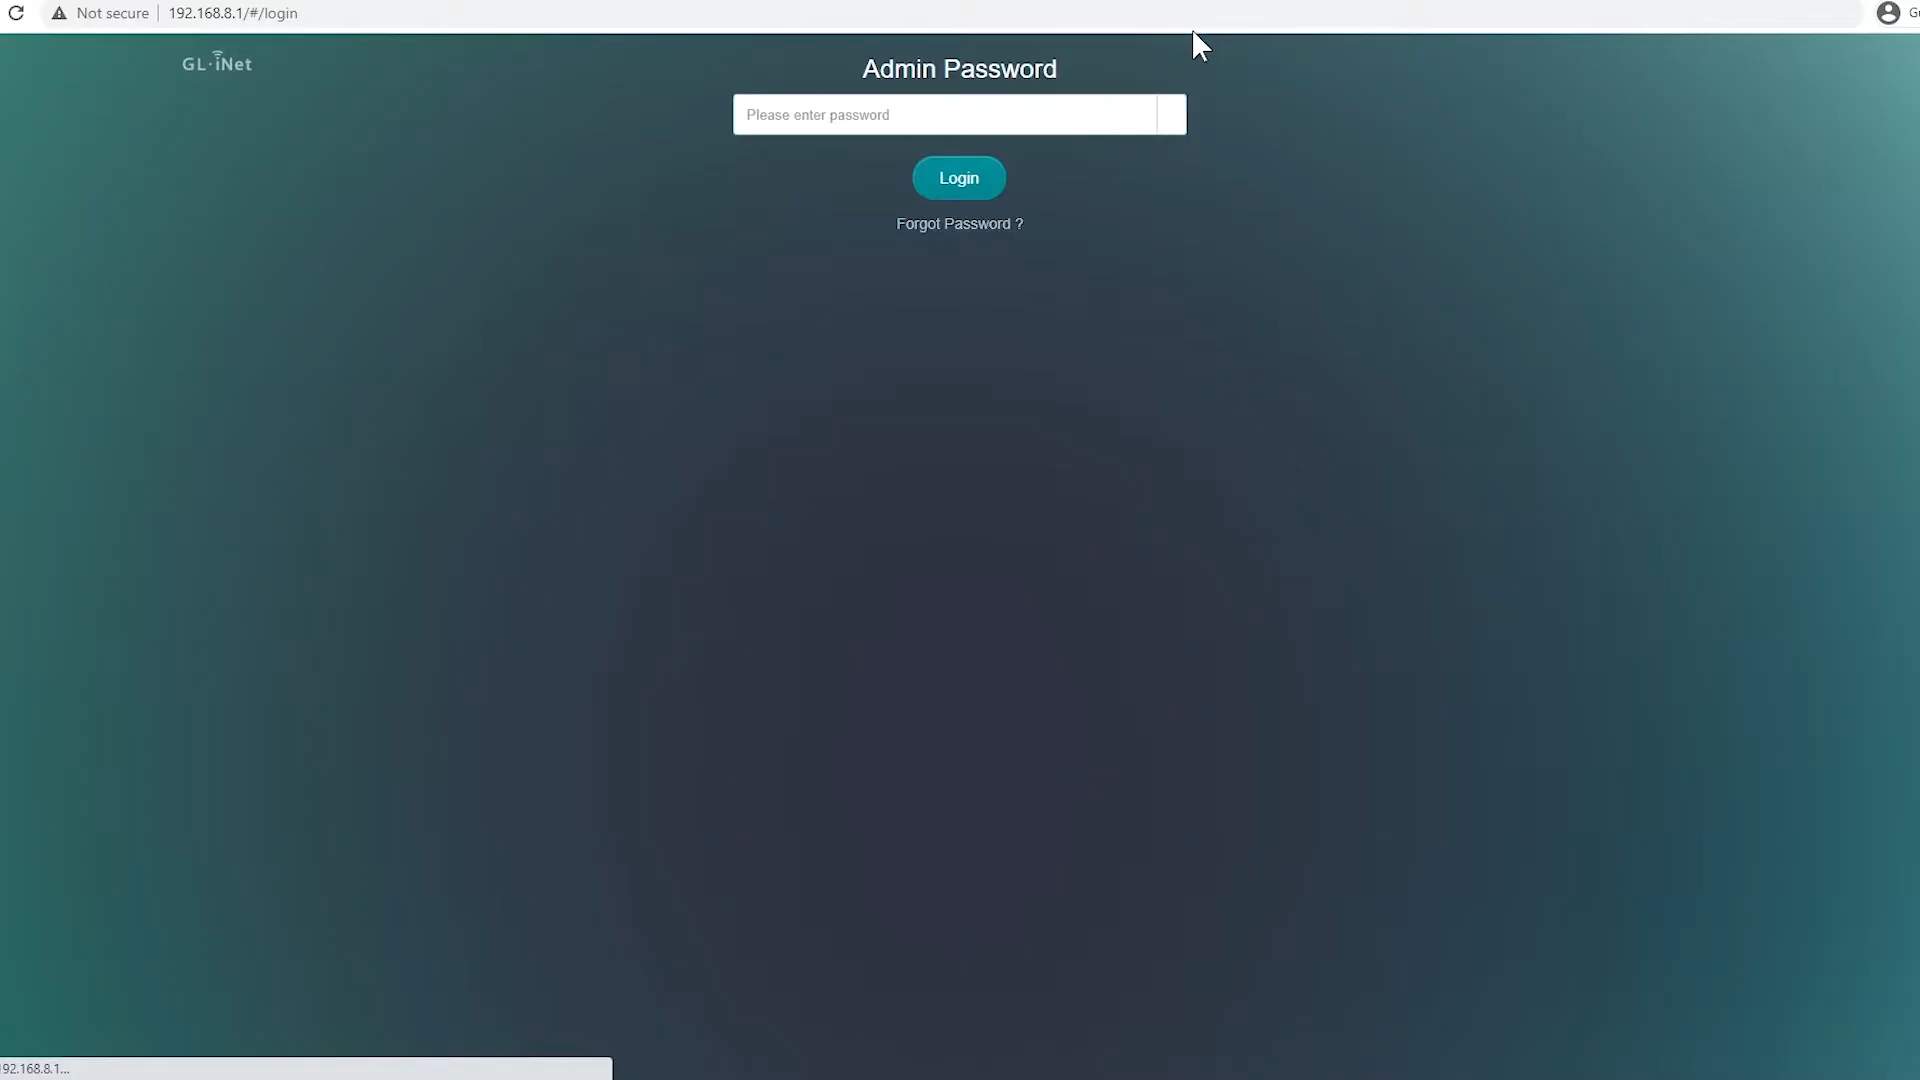 Not secure | 192.168.8.1/#/login
GL·iNet
Admin Password
Please enter password
Login
Forgot Password ?
192.168.8.1...